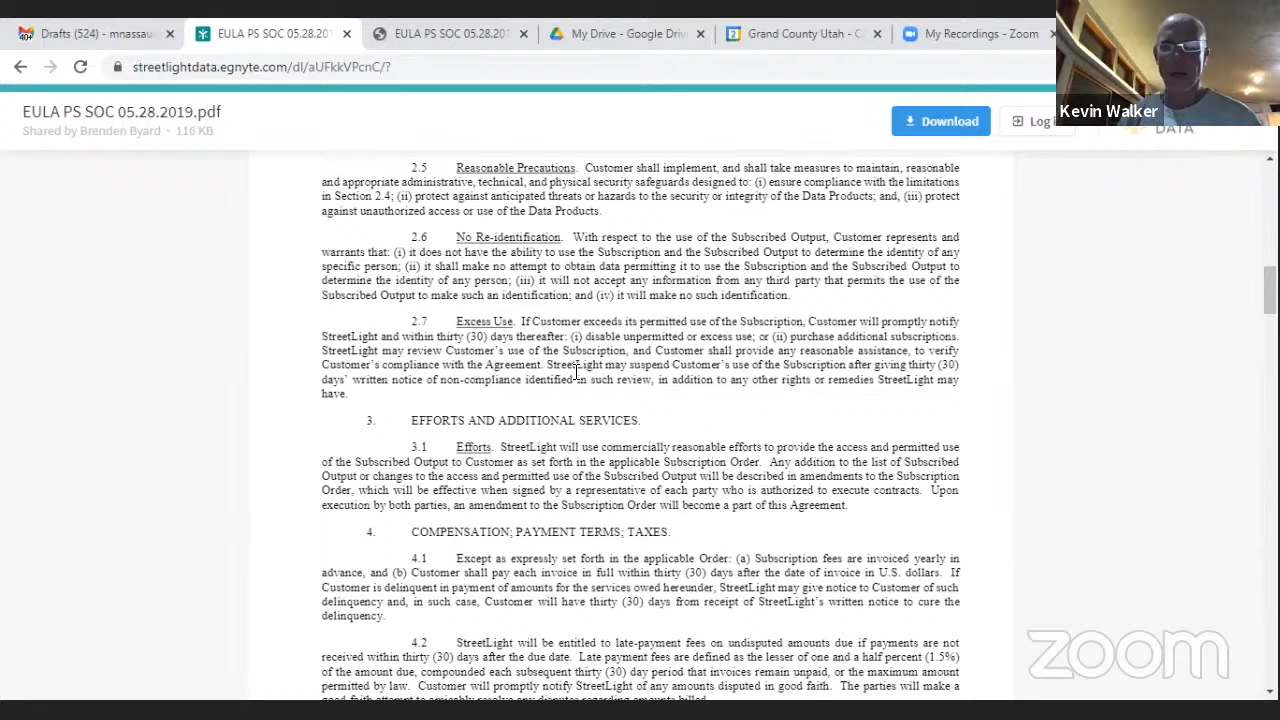 Drafts (524) - mnassau
EULA PS SOC 05.28.201
EULA PS SOC 05.28.201
My Drive - Google Driv
Grand County Utah - C
My Recordings - Zoom
streetlightdata.egnyte.com/dl/aUFkkVPcnC/?
Kevin Walker
EULA PS SOC 05.28.2019.pdf
Shared by Brenden Byard · 116 KB
Download
Log i
DATA
2.5 Reasonable Precautions. Customer shall implement, and shall take measures to maintain, reasonable
and appropriate administrative, technical, and physical security safeguards designed to: (i) ensure compliance with the limitations
in Section 2.4; (ii) protect against anticipated threats or hazards to the security or integrity of the Data Products; and, (iii) protect
against unauthorized access or use of the Data Products.
2.6 No Re-identification. With respect to the use of the Subscribed Output, Customer represents and
warrants that: (i) it does not have the ability to use the Subscription and the Subscribed Output to determine the identity of any
specific person; (ii) it shall make no attempt to obtain data permitting it to use the Subscription and the Subscribed Output to
determine the identity of any person; (iii) it will not accept any information from any third party that permits the use of the
Subscribed Output to make such an identification; and (iv) it will make no such identification.
2.7 Excess Use. If Customer exceeds its permitted use of the Subscription, Customer will promptly notify
StreetLight and within thirty (30) days thereafter: (i) disable unpermitted or excess use; or (ii) purchase additional subscriptions.
StreetLight may review Customer's use of the Subscription, and Customer shall provide any reasonable assistance, to verify
Customer's compliance with the Agreement. StreetLight may suspend Customer's use of the Subscription after giving thirty (30)
days' written notice of non-compliance identified in such review, in addition to any other rights or remedies StreetLight may
have.
3. EFFORTS AND ADDITIONAL SERVICES.
3.1 Efforts. StreetLight will use commercially reasonable efforts to provide the access and permitted use
of the Subscribed Output to Customer as set forth in the applicable Subscription Order. Any addition to the list of Subscribed
Output or changes to the access and permitted use of the Subscribed Output will be described in amendments to the Subscription
Order, which will be effective when signed by a representative of each party who is authorized to execute contracts. Upon
execution by both parties, an amendment to the Subscription Order will become a part of this Agreement.
4. COMPENSATION; PAYMENT TERMS; TAXES.
4.1 Except as expressly set forth in the applicable Order: (a) Subscription fees are invoiced yearly in
advance, and (b) Customer shall pay each invoice in full within thirty (30) days after the date of invoice in U.S. dollars. If
Customer is delinquent in payment of amounts for the services owed hereunder, StreetLight may give notice to Customer of such
delinquency and, in such case, Customer will have thirty (30) days from receipt of StreetLight's written notice to cure the
delinquency.
4.2 StreetLight will be entitled to late-payment fees on undisputed amounts due if payments are not
received within thirty (30) days after the due date. Late payment fees are defined as the lesser of one and a half percent (1.5%)
of the amount due, compounded each subsequent thirty (30) day period that invoices remain unpaid, or the maximum amount
permitted by law. Customer will promptly notify StreetLight of any amounts disputed in good faith. The parties will make a
good-faith attempt to amicably resolve any disputes regarding amounts billed.
zoom